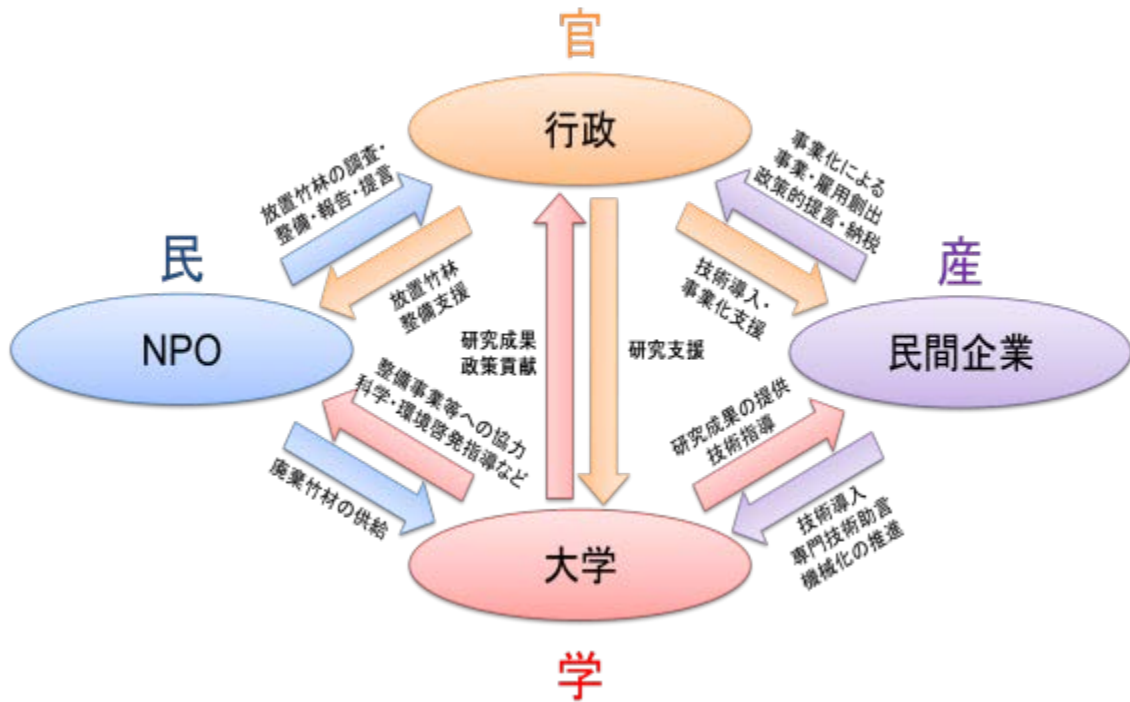 官
行政
放置竹林の調査・
整備・報告・提言
事業化による
事業・雇用創出
政策的提言・納税
民
産
放置竹林
整備支援
技術導入・
事業化支援
NPO
研究成果
政策貢献
研究支援
民間企業
整備事業等への協力
科学・環境啓発指導など
研究成果の提供
技術指導
廃棄竹材の供給
技術導入
専門技術助言
機械化の推進
大学
学